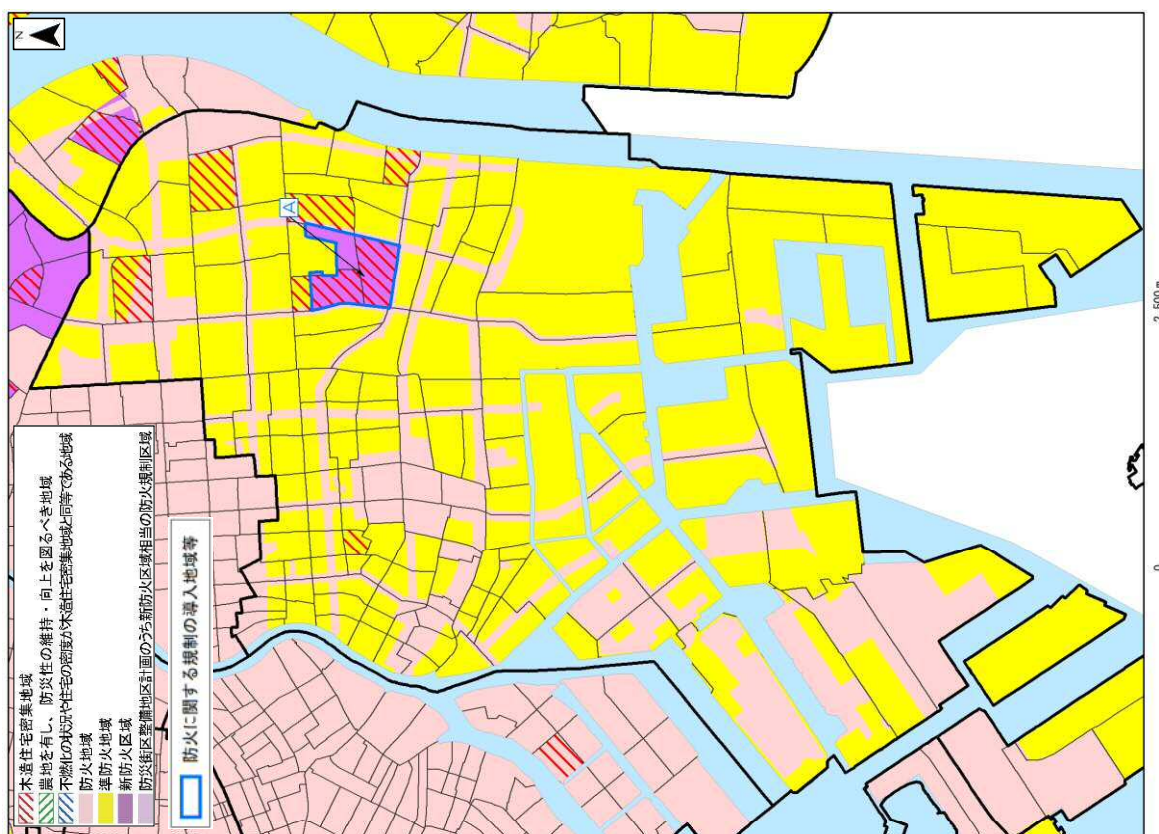 木造住宅密集地域
農地を有し、防災性の維持・向上を図るべき地域
不燃化の状況や住宅の密度が木造住宅密集地域と同等である地域
防火地域
準防火地域
新防火区域
防災街区整備地区計画のうち新防火区域相当の防火規制区域
防火に関する規制の導入地域等
N
A
0
2,500m